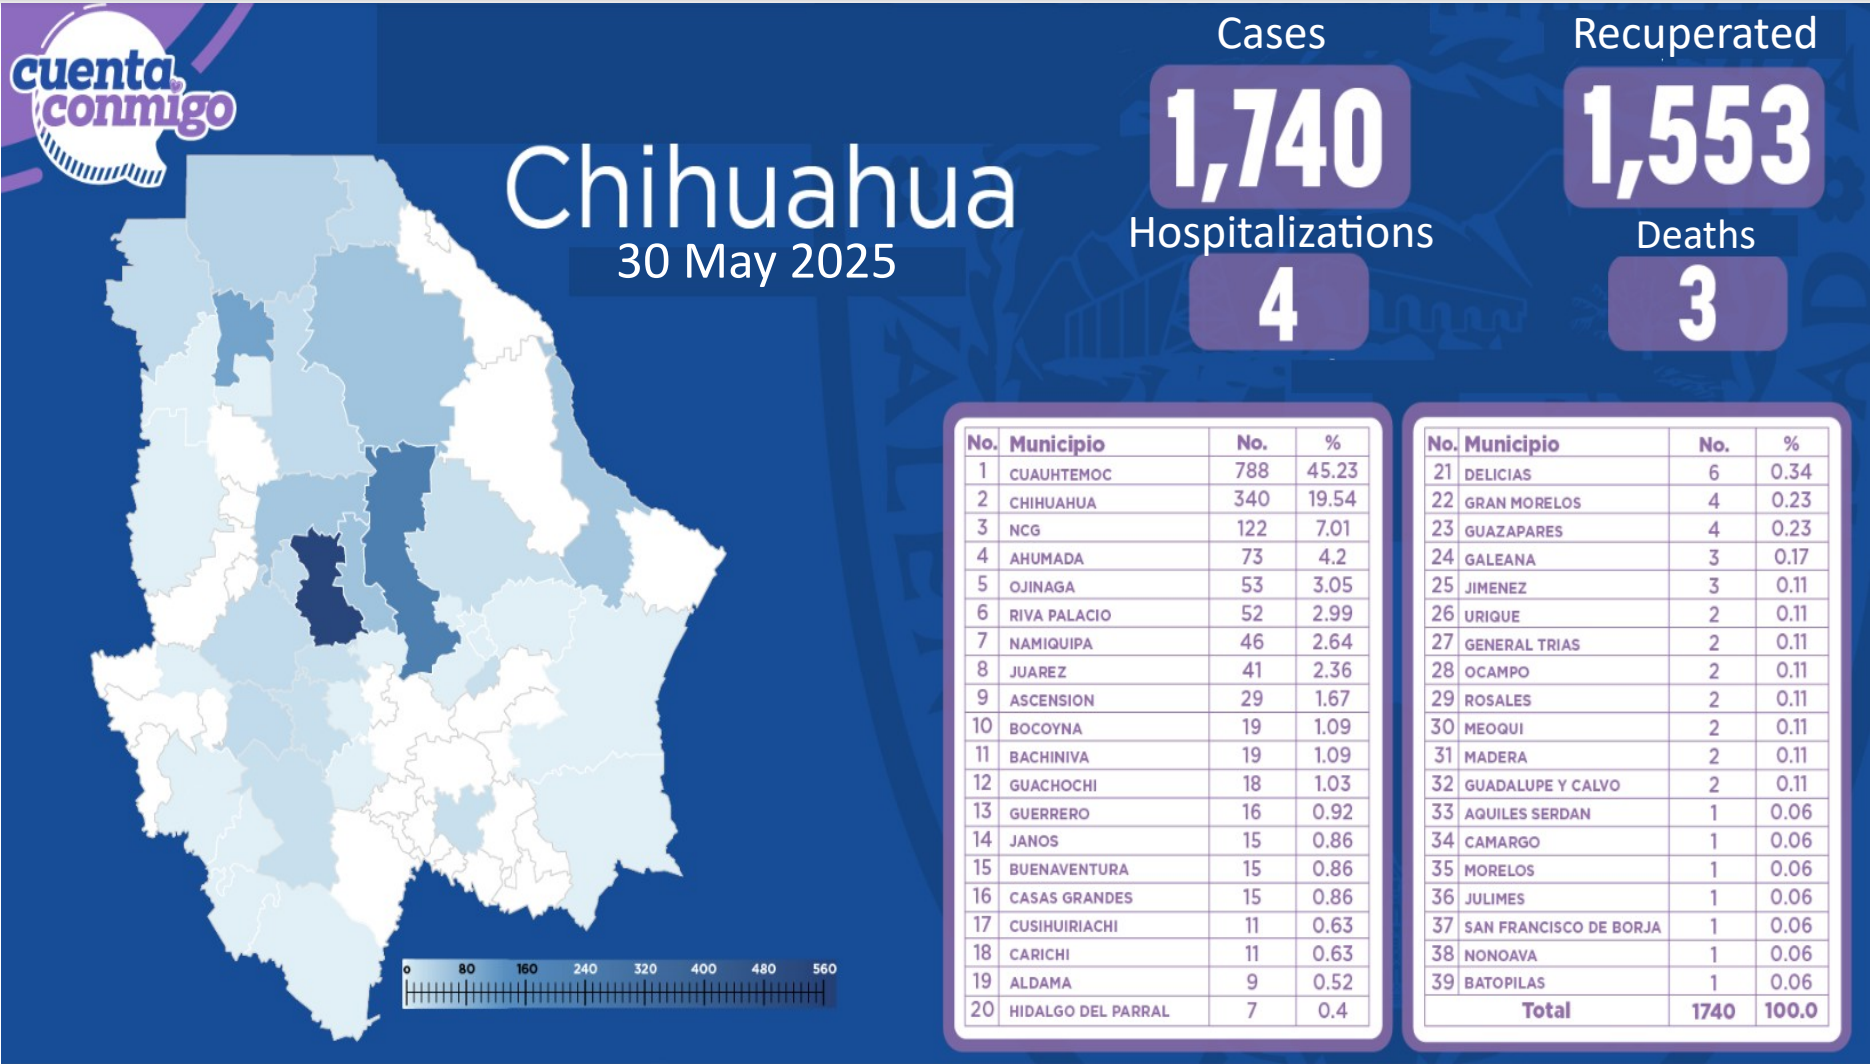 cuenta
conmigo
Chihuahua
30 May 2025
Cases
1,740
Recuperated
1,553
Hospitalizations
4
Deaths
3
0 80 160 240 320 400 480 560
No. Municipio No. %
1 CUAUHTEMOC 788 45.23
2 CHIHUAHUA 340 19.54
3 NCG 122 7.01
4 AHUMADA 73 4.2
5 OJINAGA 53 3.05
6 RIVA PALACIO 52 2.99
7 NAMIQUIPA 46 2.64
8 JUAREZ 41 2.36
9 ASCENSION 29 1.67
10 BOCOYNA 19 1.09
11 BACHINIVA 19 1.09
12 GUACHOCHI 18 1.03
13 GUERRERO 16 0.92
14 JANOS 15 0.86
15 BUENAVENTURA 15 0.86
16 CASAS GRANDES 15 0.86
17 CUSIHUIRIACHI 11 0.63
18 CARICHI 11 0.63
19 ALDAMA 9 0.52
20 HIDALGO DEL PARRAL 7 0.4
No. Municipio No. %
21 DELICIAS 6 0.34
22 GRAN MORELOS 4 0.23
23 GUAZAPARES 4 0.23
24 GALEANA 3 0.17
25 JIMENEZ 3 0.11
26 URIQUE 2 0.11
27 GENERAL TRIAS 2 0.11
28 OCAMPO 2 0.11
29 ROSALES 2 0.11
30 MEOQUI 2 0.11
31 MADERA 2 0.11
32 GUADALUPE Y CALVO 2 0.11
33 AQUILES SERDAN 1 0.06
34 CAMARGO 1 0.06
35 MORELOS 1 0.06
36 JULIMES 1 0.06
37 SAN FRANCISCO DE BORJA 1 0.06
38 NONOAVA 1 0.06
39 BATOPILAS 1 0.06
Total 1740 100.0